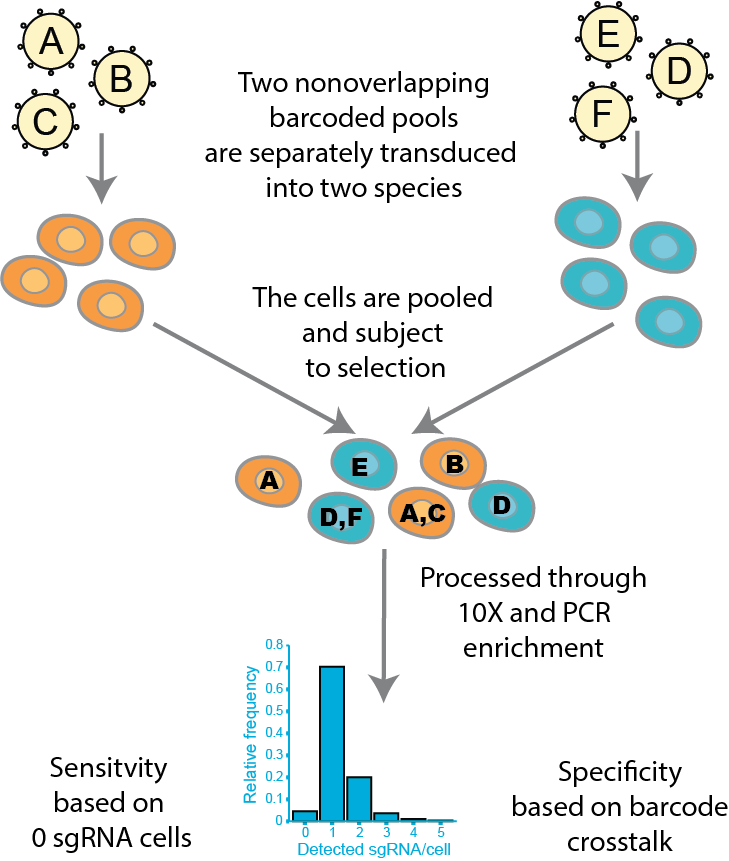 A
B
C
E
D
F
Two nonoverlapping
barcoded pools
are separately transduced
into two species
The cells are pooled
and subject
to selection
A
E
B
D,F
A,C
D
Processed through
10X and PCR
enrichment
Relative frequency
0.8
0.7
0.6
0.5
0.4
0.3
0.2
0.1
0
0 1 2 3 4 5
Detected sgRNA/cell
Sensitvity
based on
0 sgRNA cells
Specificity
based on barcode
crosstalk